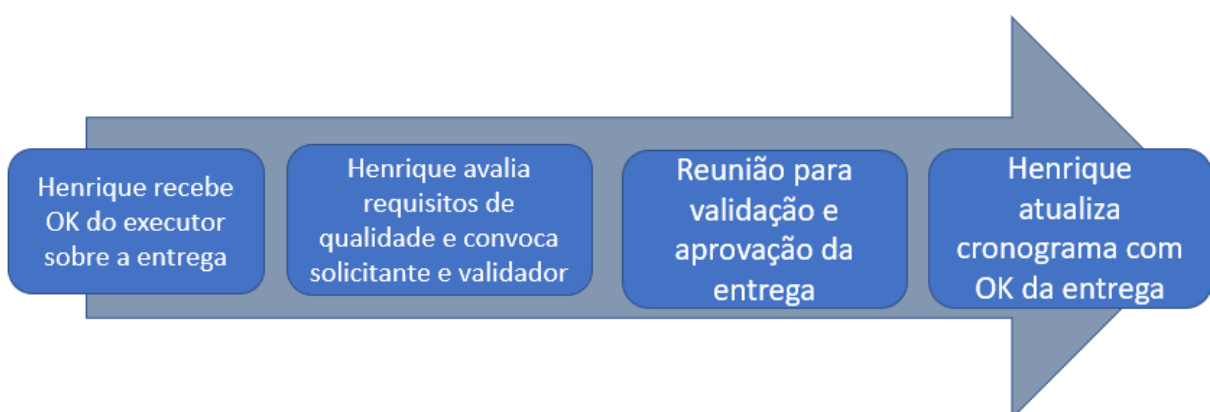 Henrique recebe
OK do executor
sobre a entrega
Henrique avalia
requisitos de
qualidade e convoca
solicitante e validador
Reunião para
validação e
aprovação da
entrega
Henrique
atualiza
cronograma com
OK da entrega